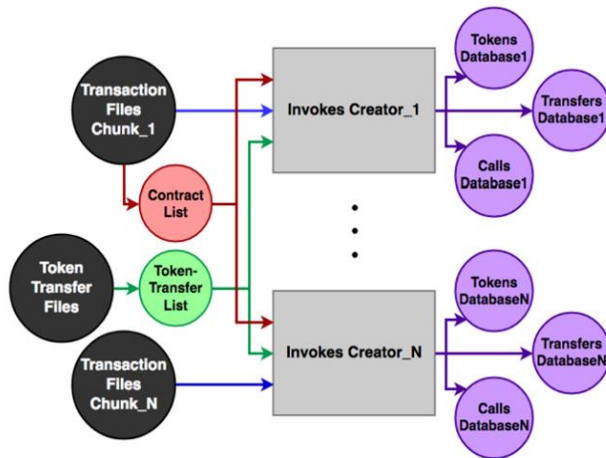 Transaction
Files
Chunk_1
Contract
List
Token
Transfer
Files
Token-
Transfer
List
Transaction
Files
Chunk_N
Invokes Creator_1
Invokes Creator_N
Tokens
Database1
Transfers
Database1
Calls
Database1
Tokens
DatabaseN
Transfers
DatabaseN
Calls
DatabaseN